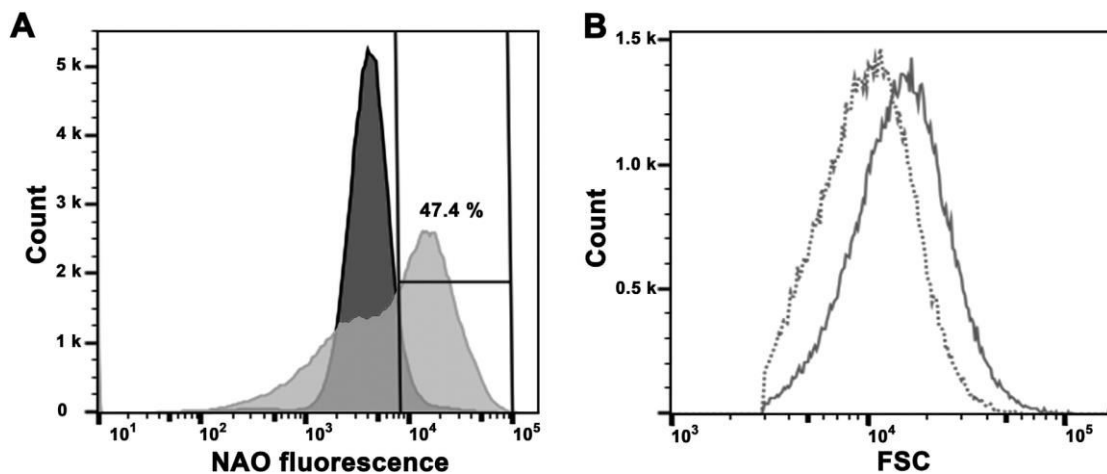 A
Count
5 k
4 k
3 k
2 k
1 k
0
47.4 %
10¹
10²
10³
10⁴
10⁵
NAO fluorescence
B
Count
1.5 k
1.0 k
0.5 k
10³
10⁴
10⁵
FSC